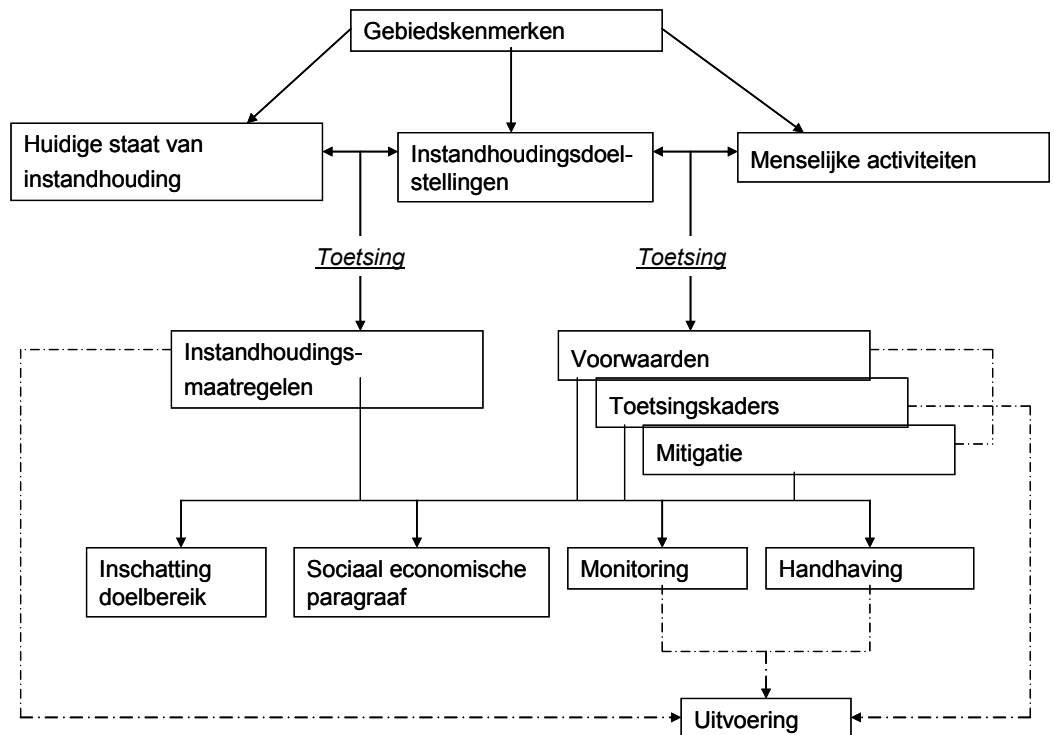 Gebiedskenmerken
Huidige staat van
instandhouding
Instandhoudingsdoel-
stellingen
Menselijke activiteiten
Toetsing
Toetsing
Instandhoudings-
maatregelen
Voorwaarden
Toetsingskaders
Mitigatie
Inschatting
doelbereik
Sociaal economische
paragraaf
Monitoring
Handhaving
Uitvoering